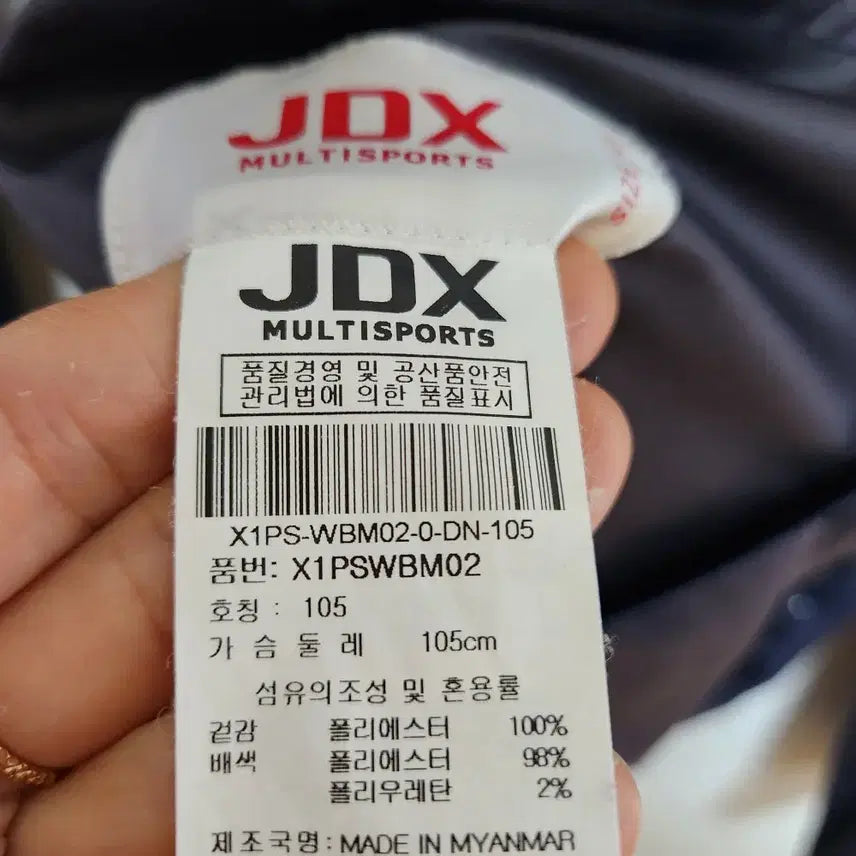 JDX
MULTISPORTS
JDX
MULTISPORTS
품질경영 및 공산품안전
관리법에 의한 품질표시
X1PS-WBM02-0-DN-105
품번: X1PSWBM02
호칭 : 105
가 슴 둘 레 105cm
섬유의조성 및 혼용률
겉감 폴리에스터 100%
배색 폴리에스터 98%
폴리우레탄 2%
제조국명: MADE IN MYANMAR